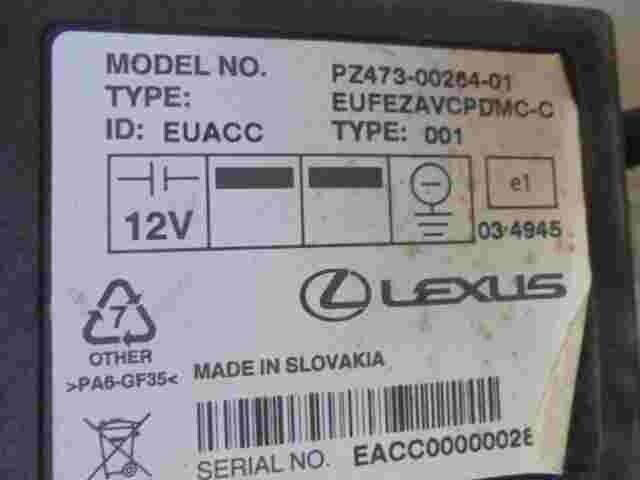 MODEL NO. PZ473-00264-01
TYPE: EUFEZAVCPDMC-C
ID: EUACC TYPE: 001
12V
e1
03 4945
LEXUS
7
OTHER
>PA6-GF35<
MADE IN SLOVAKIA
SERIAL NO. EACC0000002